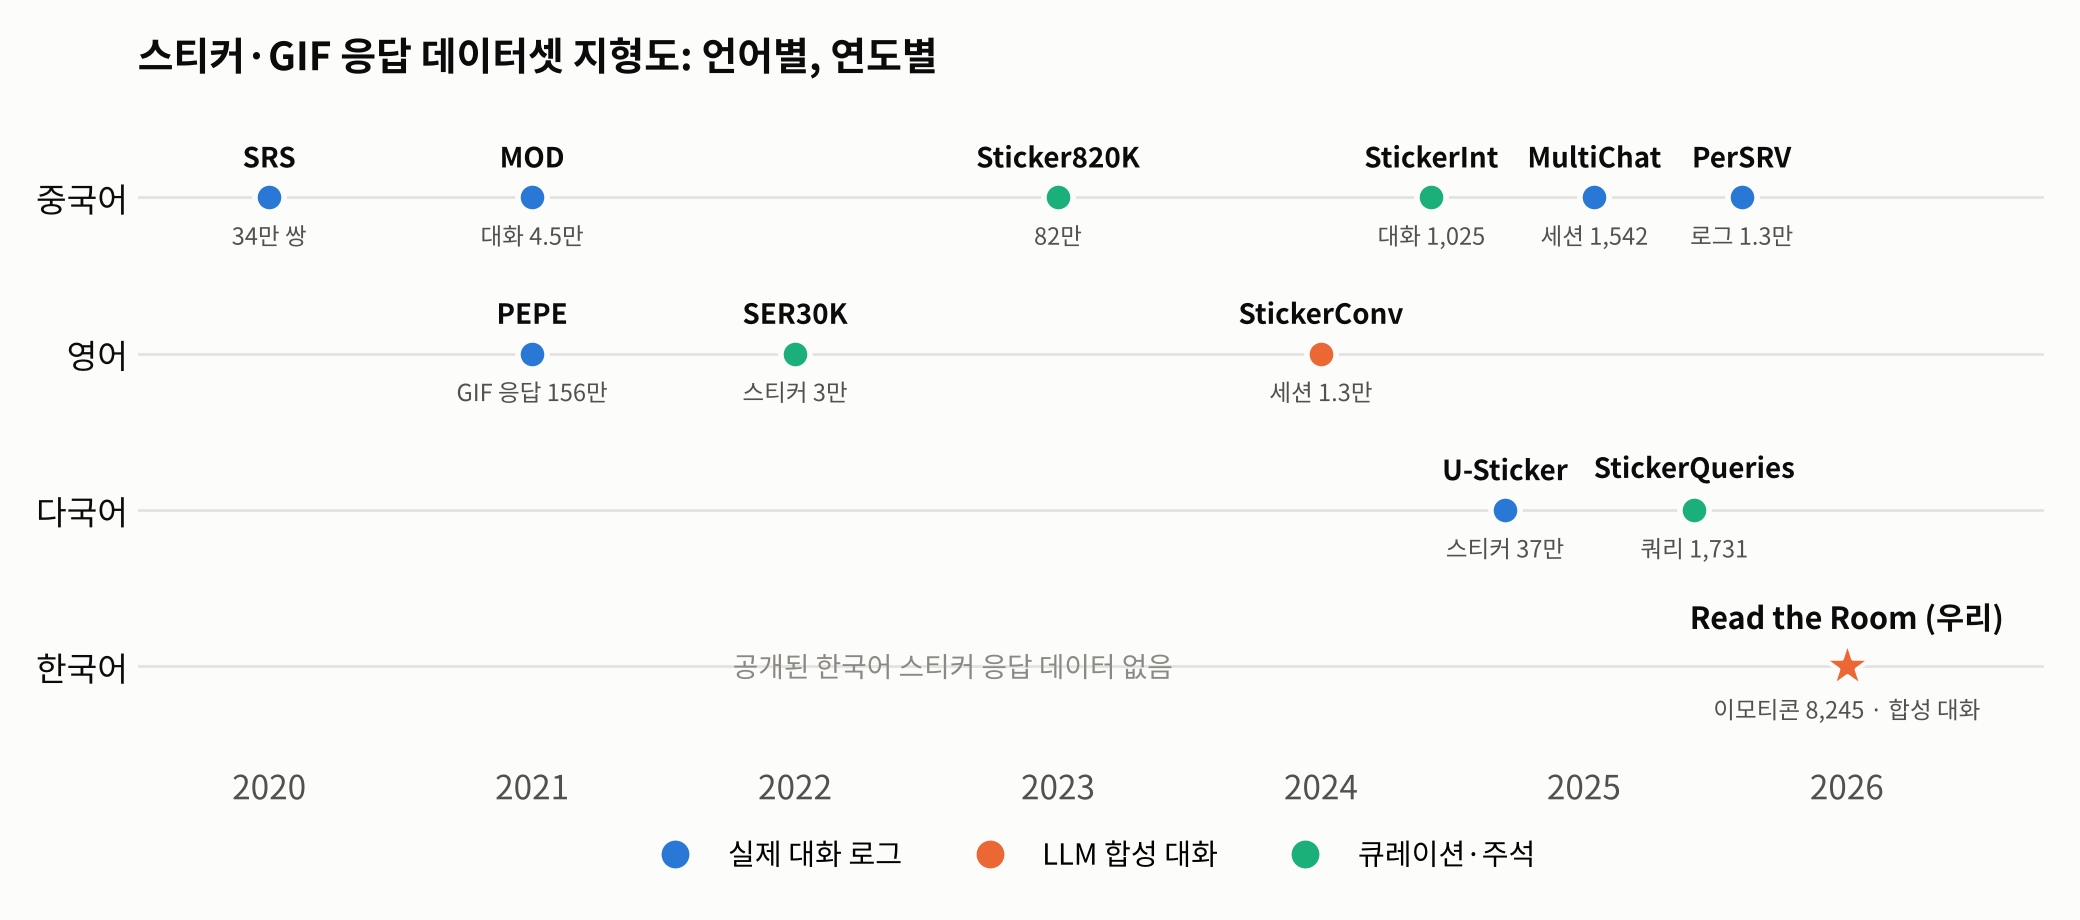 스티커·GIF 응답 데이터셋 지형도: 언어별, 연도별
SRS MOD Sticker820K StickerInt MultiChat PerSRV
중국어
34만 쌍 대화 4.5만 82만 대화 1,025 세션 1,542 로그 1.3만
PEPE SER30K StickerConv
영어
GIF 응답 156만 스티커 3만 세션 1.3만
U-Sticker StickerQueries
다국어
스티커 37만 쿼리 1,731
Read the Room (우리)
한국어 공개된 한국어 스티커 응답 데이터 없음
이모티콘 8,245 · 합성 대화
2020 2021 2022 2023 2024 2025 2026
실제 대화 로그 LLM 합성 대화 큐레이션·주석